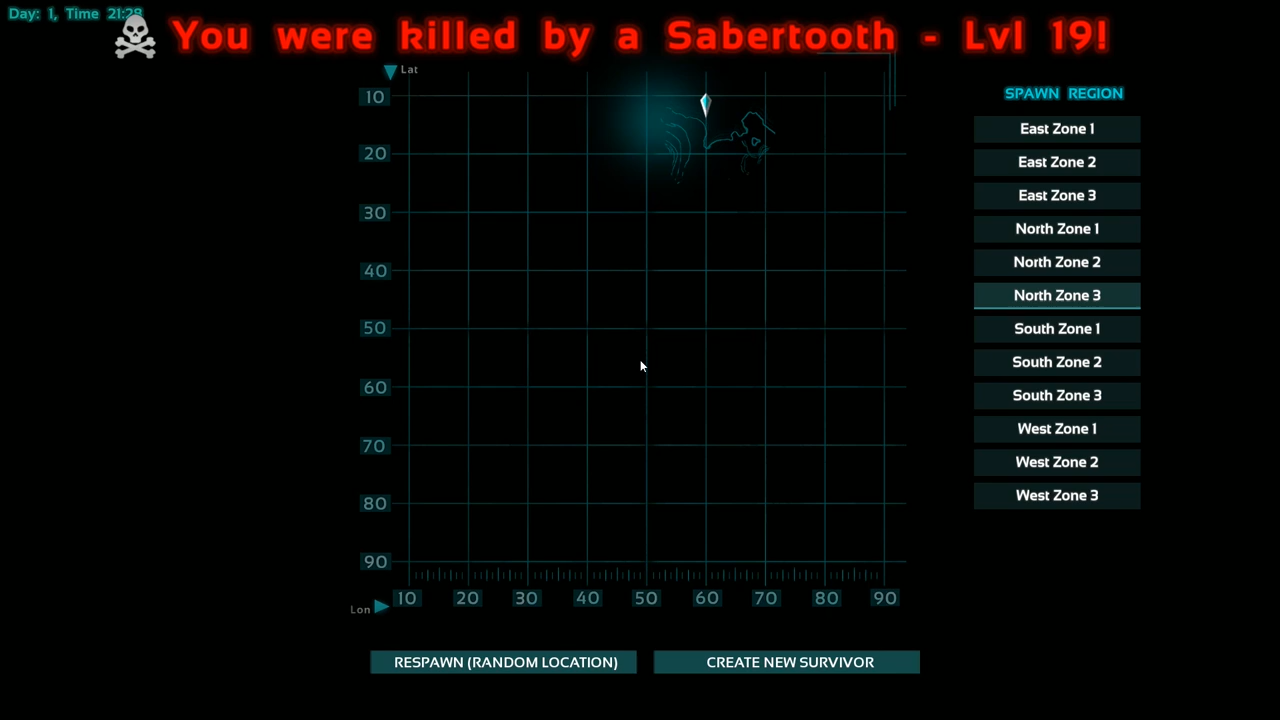 Day: 1, Time 21:28
You were killed by a Sabertooth - Lvl 19!
Lat
10
20
30
40
50
60
70
80
90
Lon
10 20 30 40 50 60 70 80 90
SPAWN REGION
East Zone 1
East Zone 2
East Zone 3
North Zone 1
North Zone 2
North Zone 3
South Zone 1
South Zone 2
South Zone 3
West Zone 1
West Zone 2
West Zone 3
RESPAWN (RANDOM LOCATION)
CREATE NEW SURVIVOR